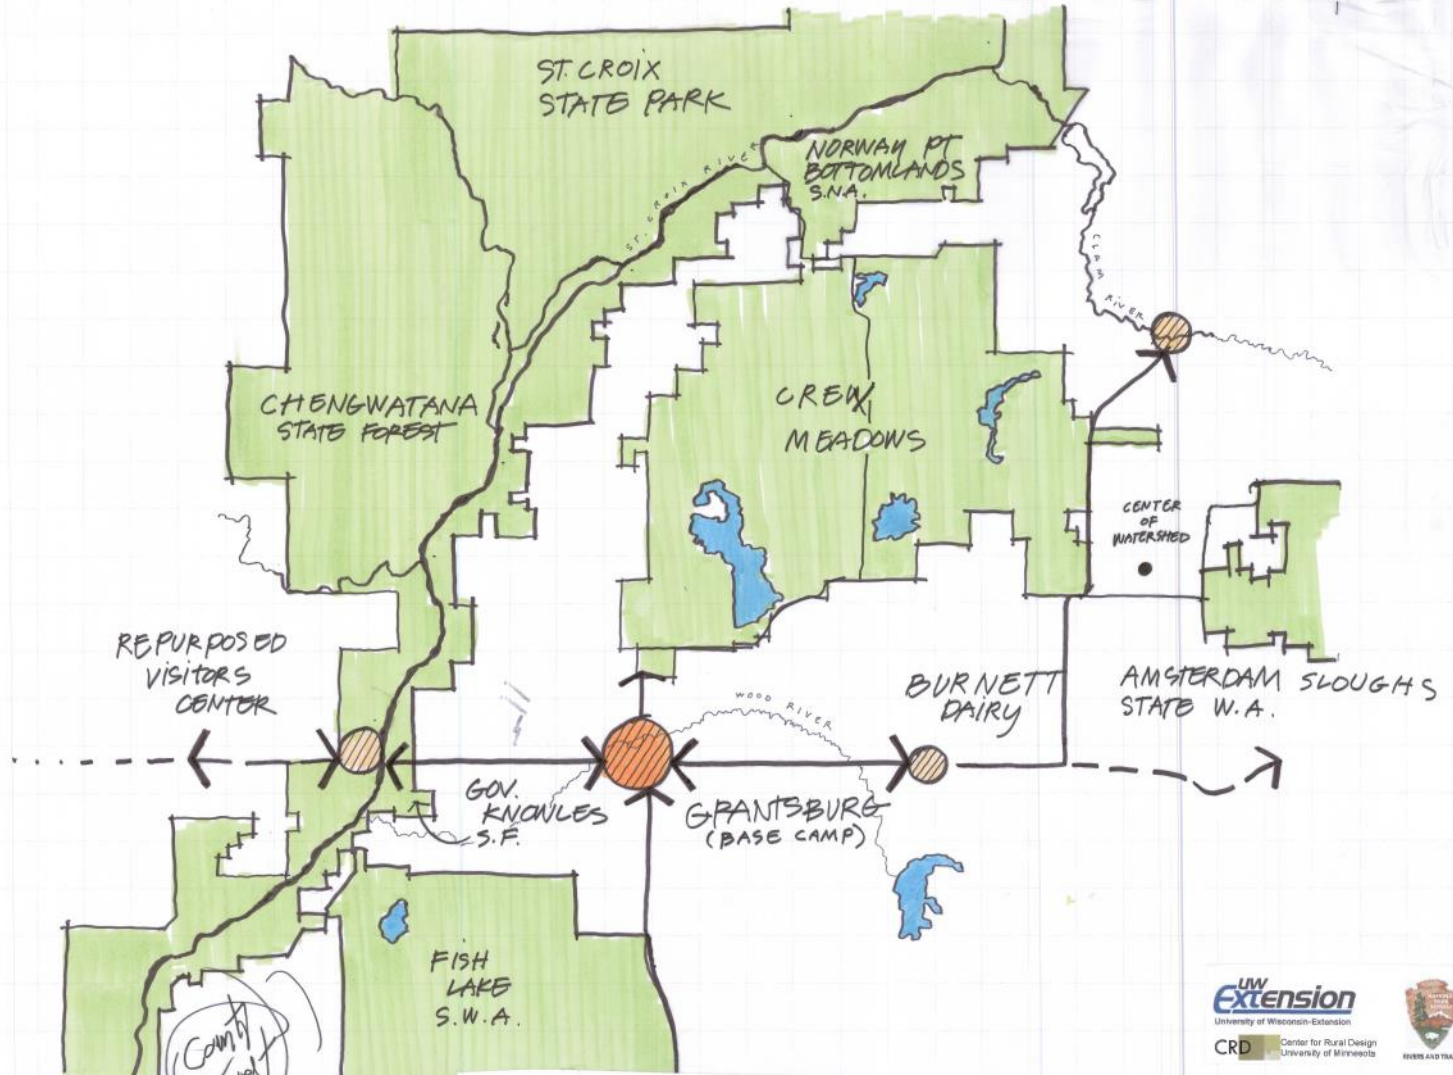 ST. CROIX
STATE PARK
NORWAY PT
BOTTOMLANDS
S.N.A.
ST. CROIX RIVER
CLAM RIVER
CHENGWATANA
STATE FOREST
CREX
MEADOWS
CENTER
OF
WATERSHED
REPURPOSED
VISITORS
CENTER
WOOD RIVER
BURNETT
DAIRY
AMSTERDAM SLOUGHS
STATE W.A.
GOV.
KNOWLES
S.F.
GRANTSBURG
(BASE CAMP)
FISH
LAKE
S.W.A.
County
UW
Extension
University of Wisconsin-Extension
CRD
Center for Rural Design
University of Minnesota